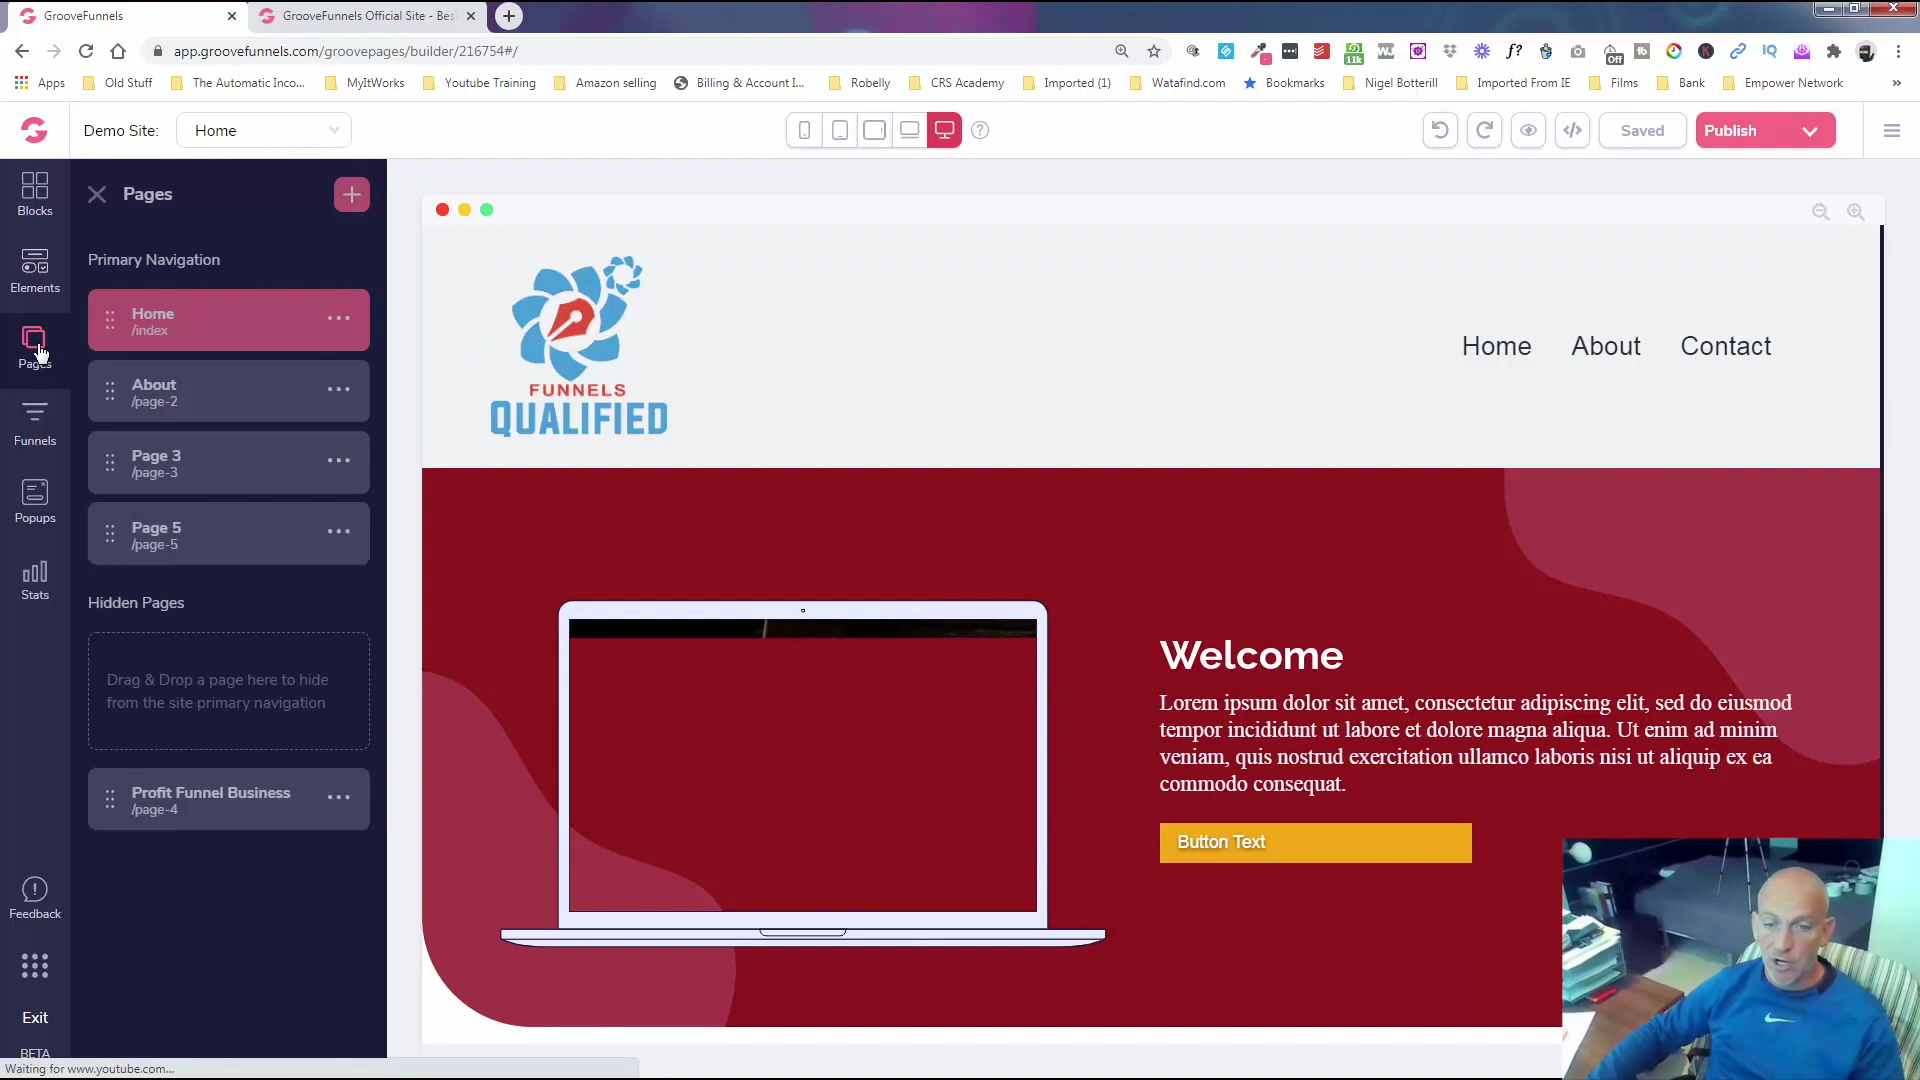 GrooveFunnels
GrooveFunnels Official Site - Bes
app.groovefunnels.com/groovepages/builder/216754#/
11k
Off
Apps
Old Stuff
The Automatic Inco...
MyItWorks
Youtube Training
Amazon selling
Billing & Account I...
Robelly
CRS Academy
Imported (1)
Watafind.com
Bookmarks
Nigel Botterill
Imported From IE
Films
Bank
Empower Network
»
Demo Site:
Home
Saved
Publish
Blocks
Elements
Pages
Funnels
Popups
Stats
Feedback
Exit
BETA
Pages
Primary Navigation
Home
/index
About
/page-2
Page 3
/page-3
Page 5
/page-5
Hidden Pages
Drag & Drop a page here to hide
from the site primary navigation
Profit Funnel Business
/page-4
FUNNELS
QUALIFIED
Home
About
Contact
Welcome
Lorem ipsum dolor sit amet, consectetur adipiscing elit, sed do eiusmod
tempor incididunt ut labore et dolore magna aliqua. Ut enim ad minim
veniam, quis nostrud exercitation ullamco laboris nisi ut aliquip ex ea
commodo consequat.
Button Text
Waiting for www.youtube.com...